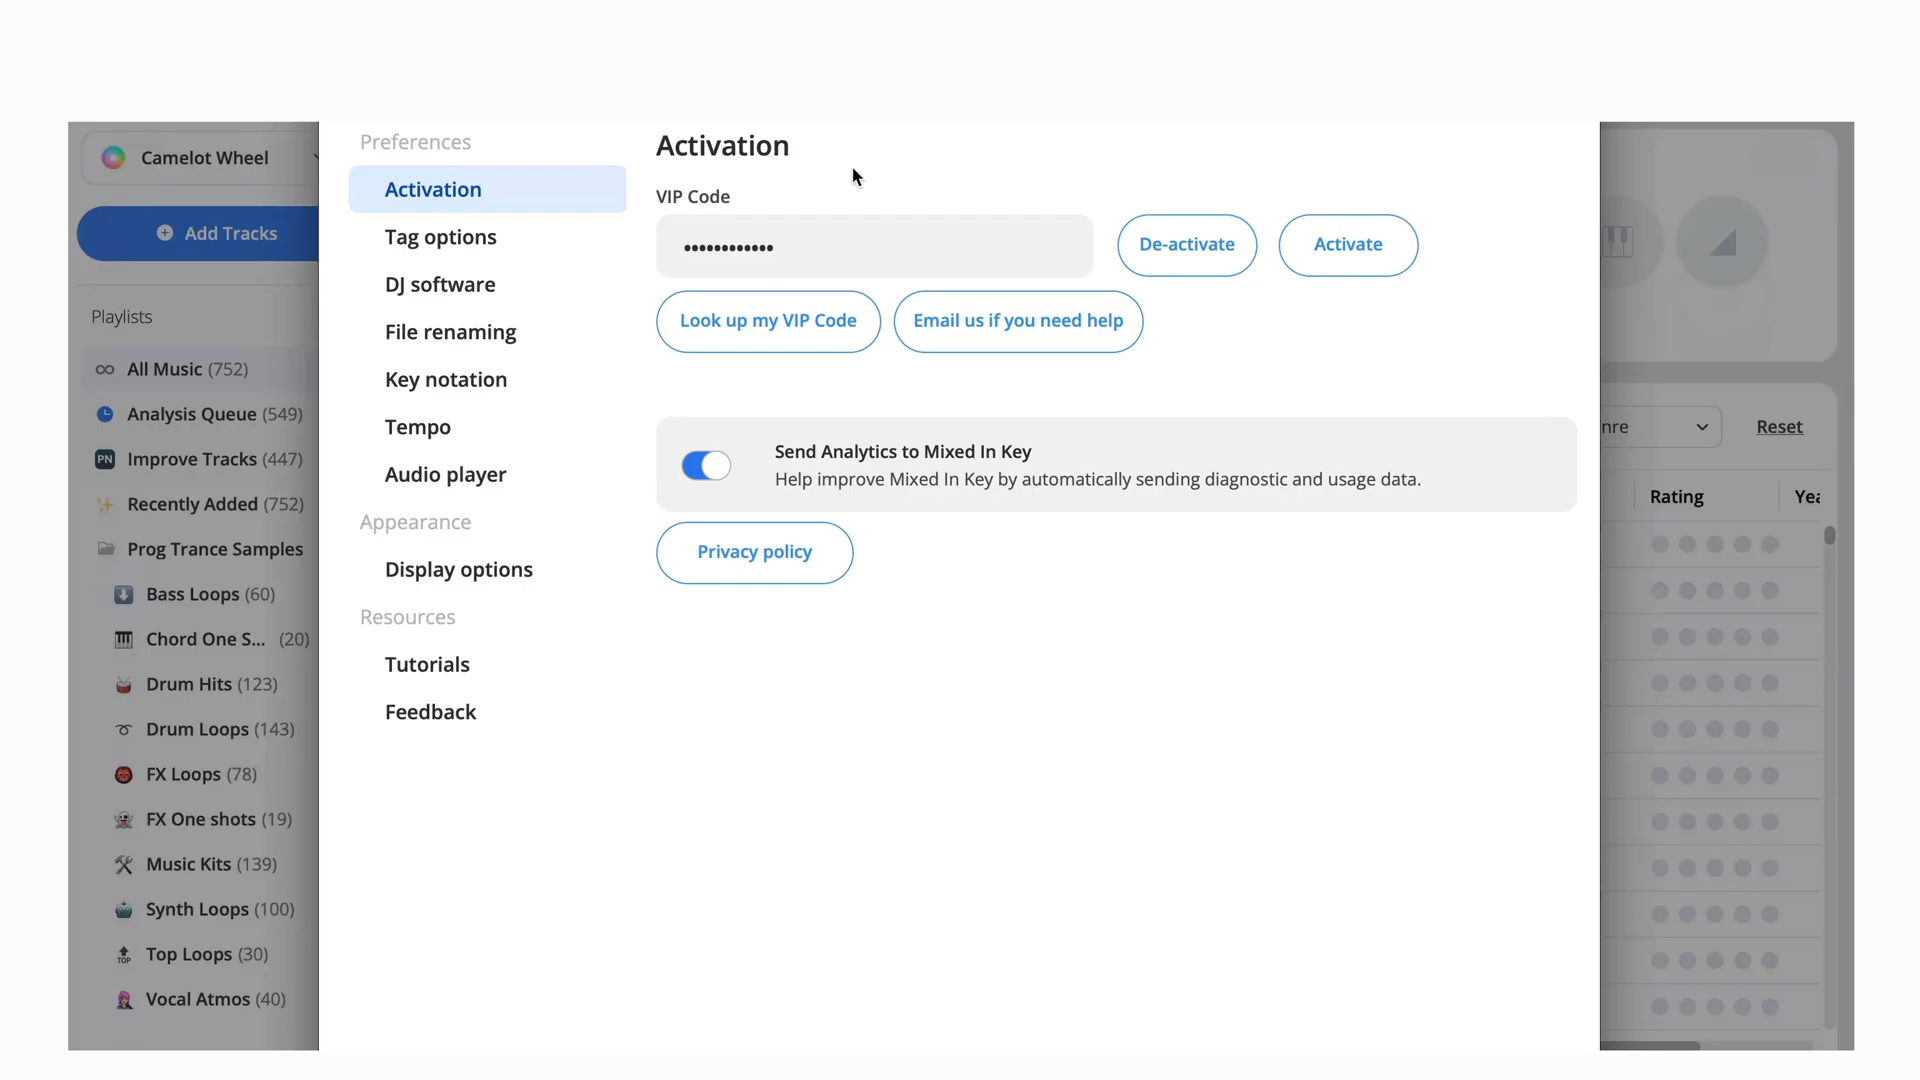 Camelot Wheel
Add Tracks
Playlists
All Music (752)
Analysis Queue (549)
PN Improve Tracks (447)
Recently Added (752)
Prog Trance Samples
Bass Loops (60)
Chord One S... (20)
Drum Hits (123)
Drum Loops (143)
FX Loops (78)
FX One shots (19)
Music Kits (139)
Synth Loops (100)
TOP Top Loops (30)
Vocal Atmos (40)
Preferences
Activation
Tag options
DJ software
File renaming
Key notation
Tempo
Audio player
Appearance
Display options
Resources
Tutorials
Feedback
Activation
VIP Code
••••••••••••
De-activate
Activate
Look up my VIP Code
Email us if you need help
Send Analytics to Mixed In Key
Help improve Mixed In Key by automatically sending diagnostic and usage data.
Privacy policy
nre
Reset
Rating
Yea